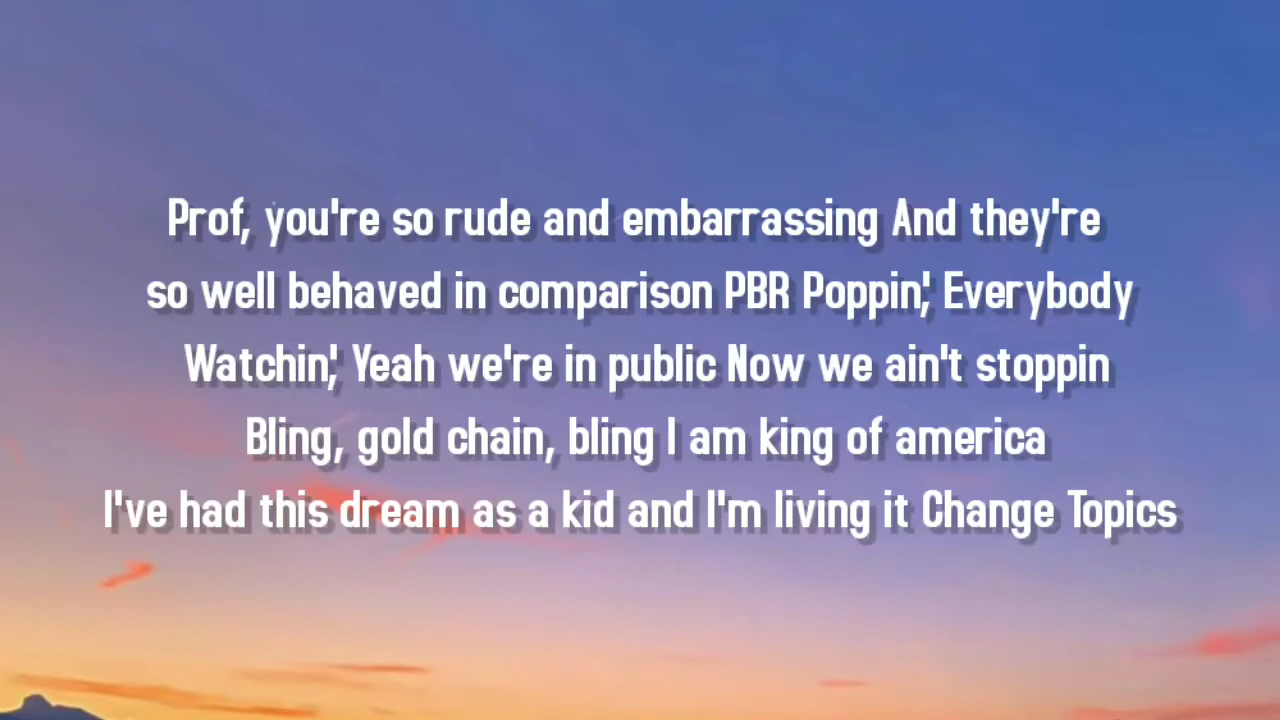 Prof, you're so rude and embarrassing And they're
so well behaved in comparison PBR Poppin', Everybody
Watchin', Yeah we're in public Now we ain't stoppin
Bling, gold chain, bling I am king of america
I've had this dream as a kid and I'm living it Change Topics